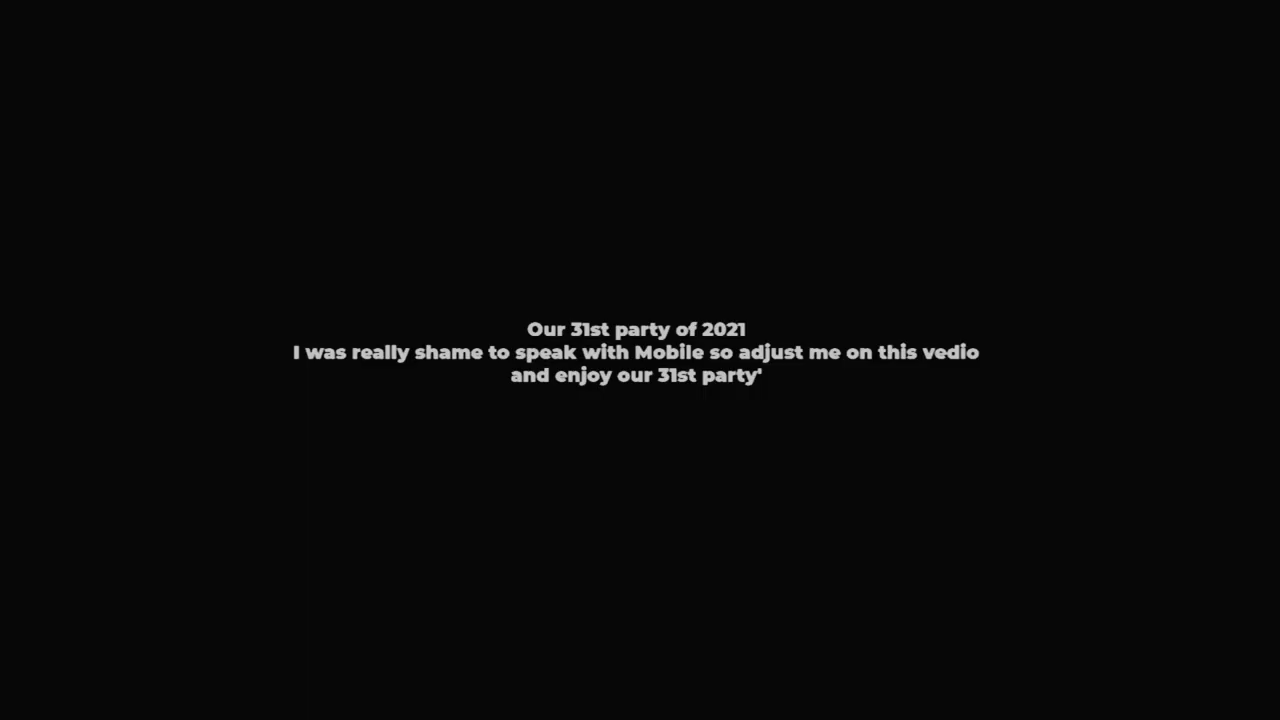 Our 31st party of 2021
I was really shame to speak with Mobile so adjust me on this vedio
and enjoy our 31st party'